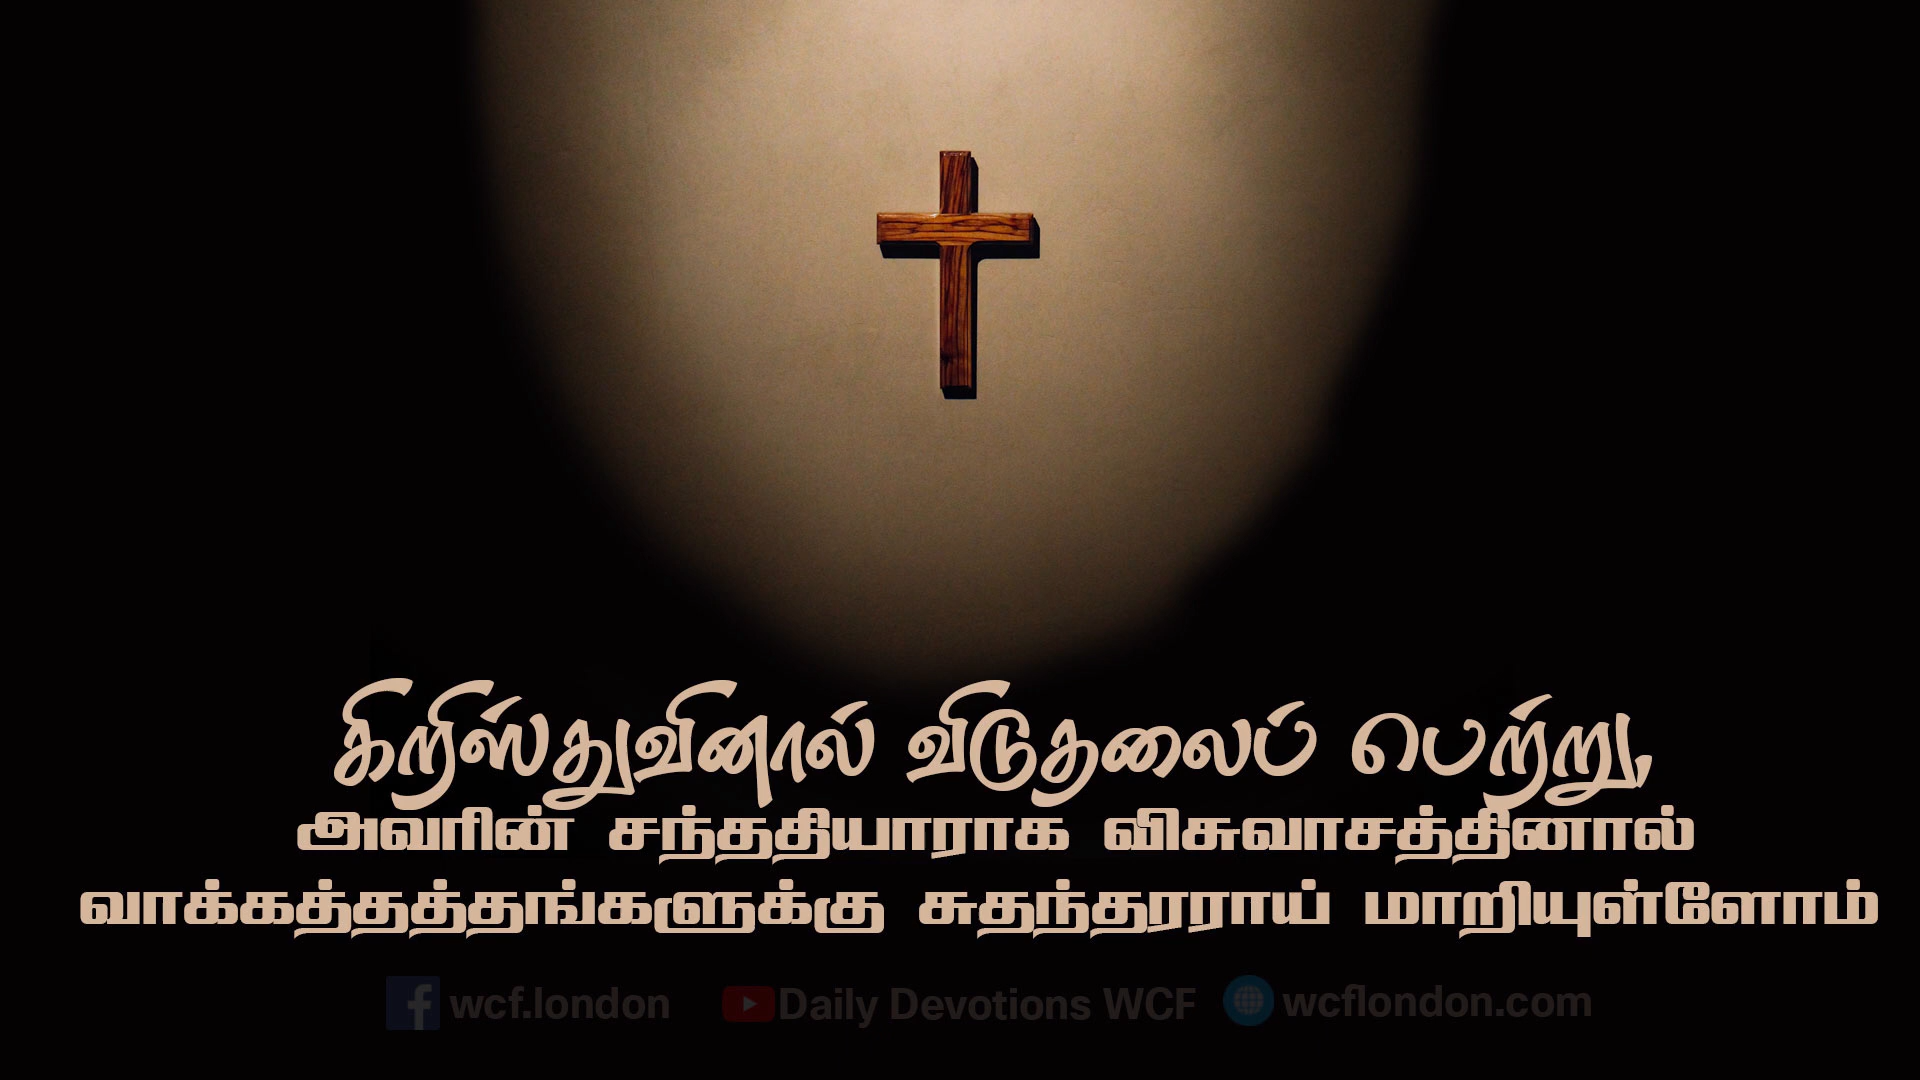 கிறிஸ்துவினால் விடுதலைப் பெற்று,
அவரின் சந்ததியாராக விசுவாசத்தினால்
வாக்கத்தத்தங்களுக்கு சுதந்தரராய் மாறியுள்ளோம்
wcf.london Daily Devotions WCF wcflondon.com